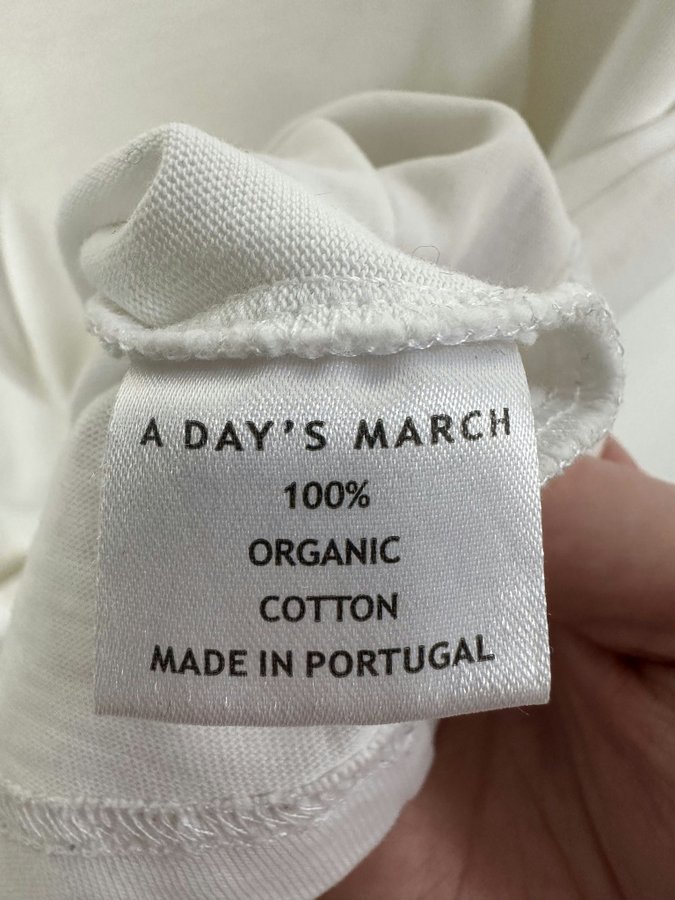 A DAY'S MARCH
100%
ORGANIC
COTTON
MADE IN PORTUGAL